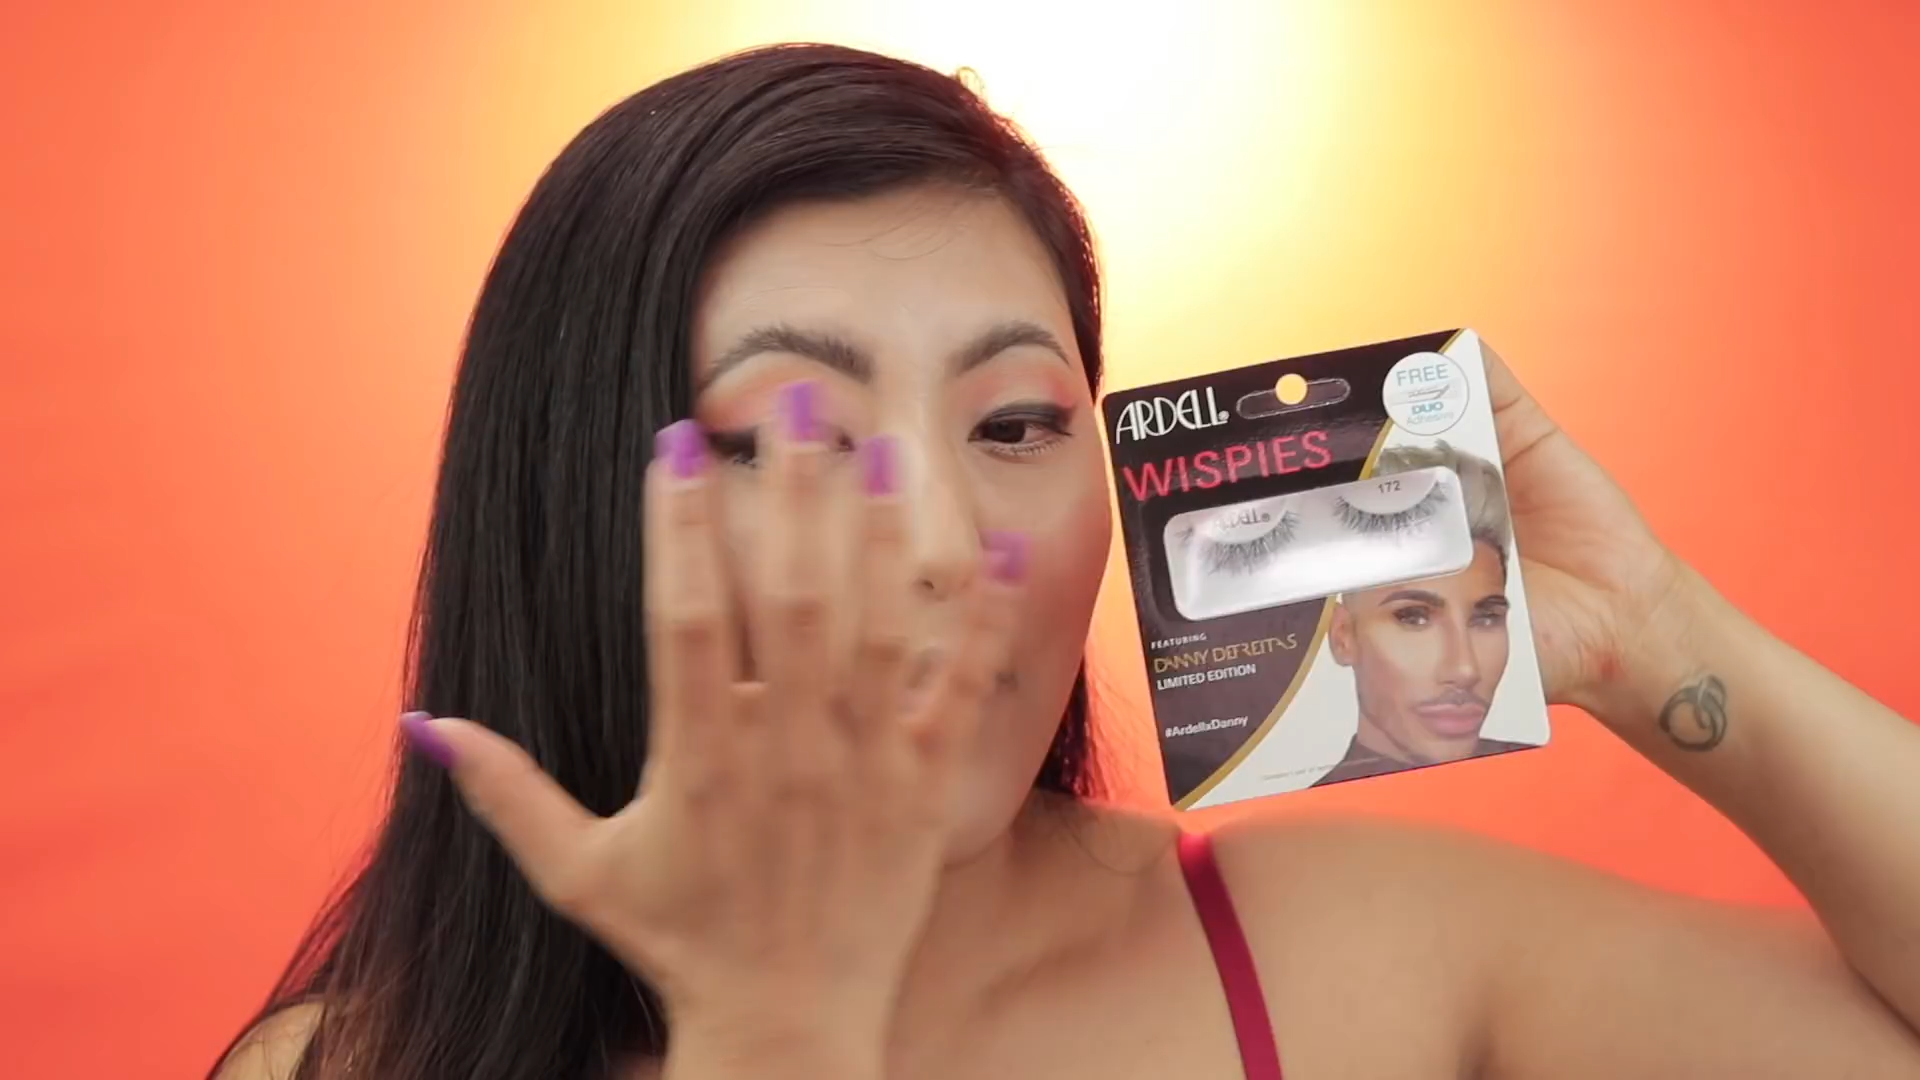 ARDELL®
WISPIES
FREE
DUO
Adhesive
172
ARDELL®
FEATURING
DANNY DEFREITAS
LIMITED EDITION
#ArdellxDanny